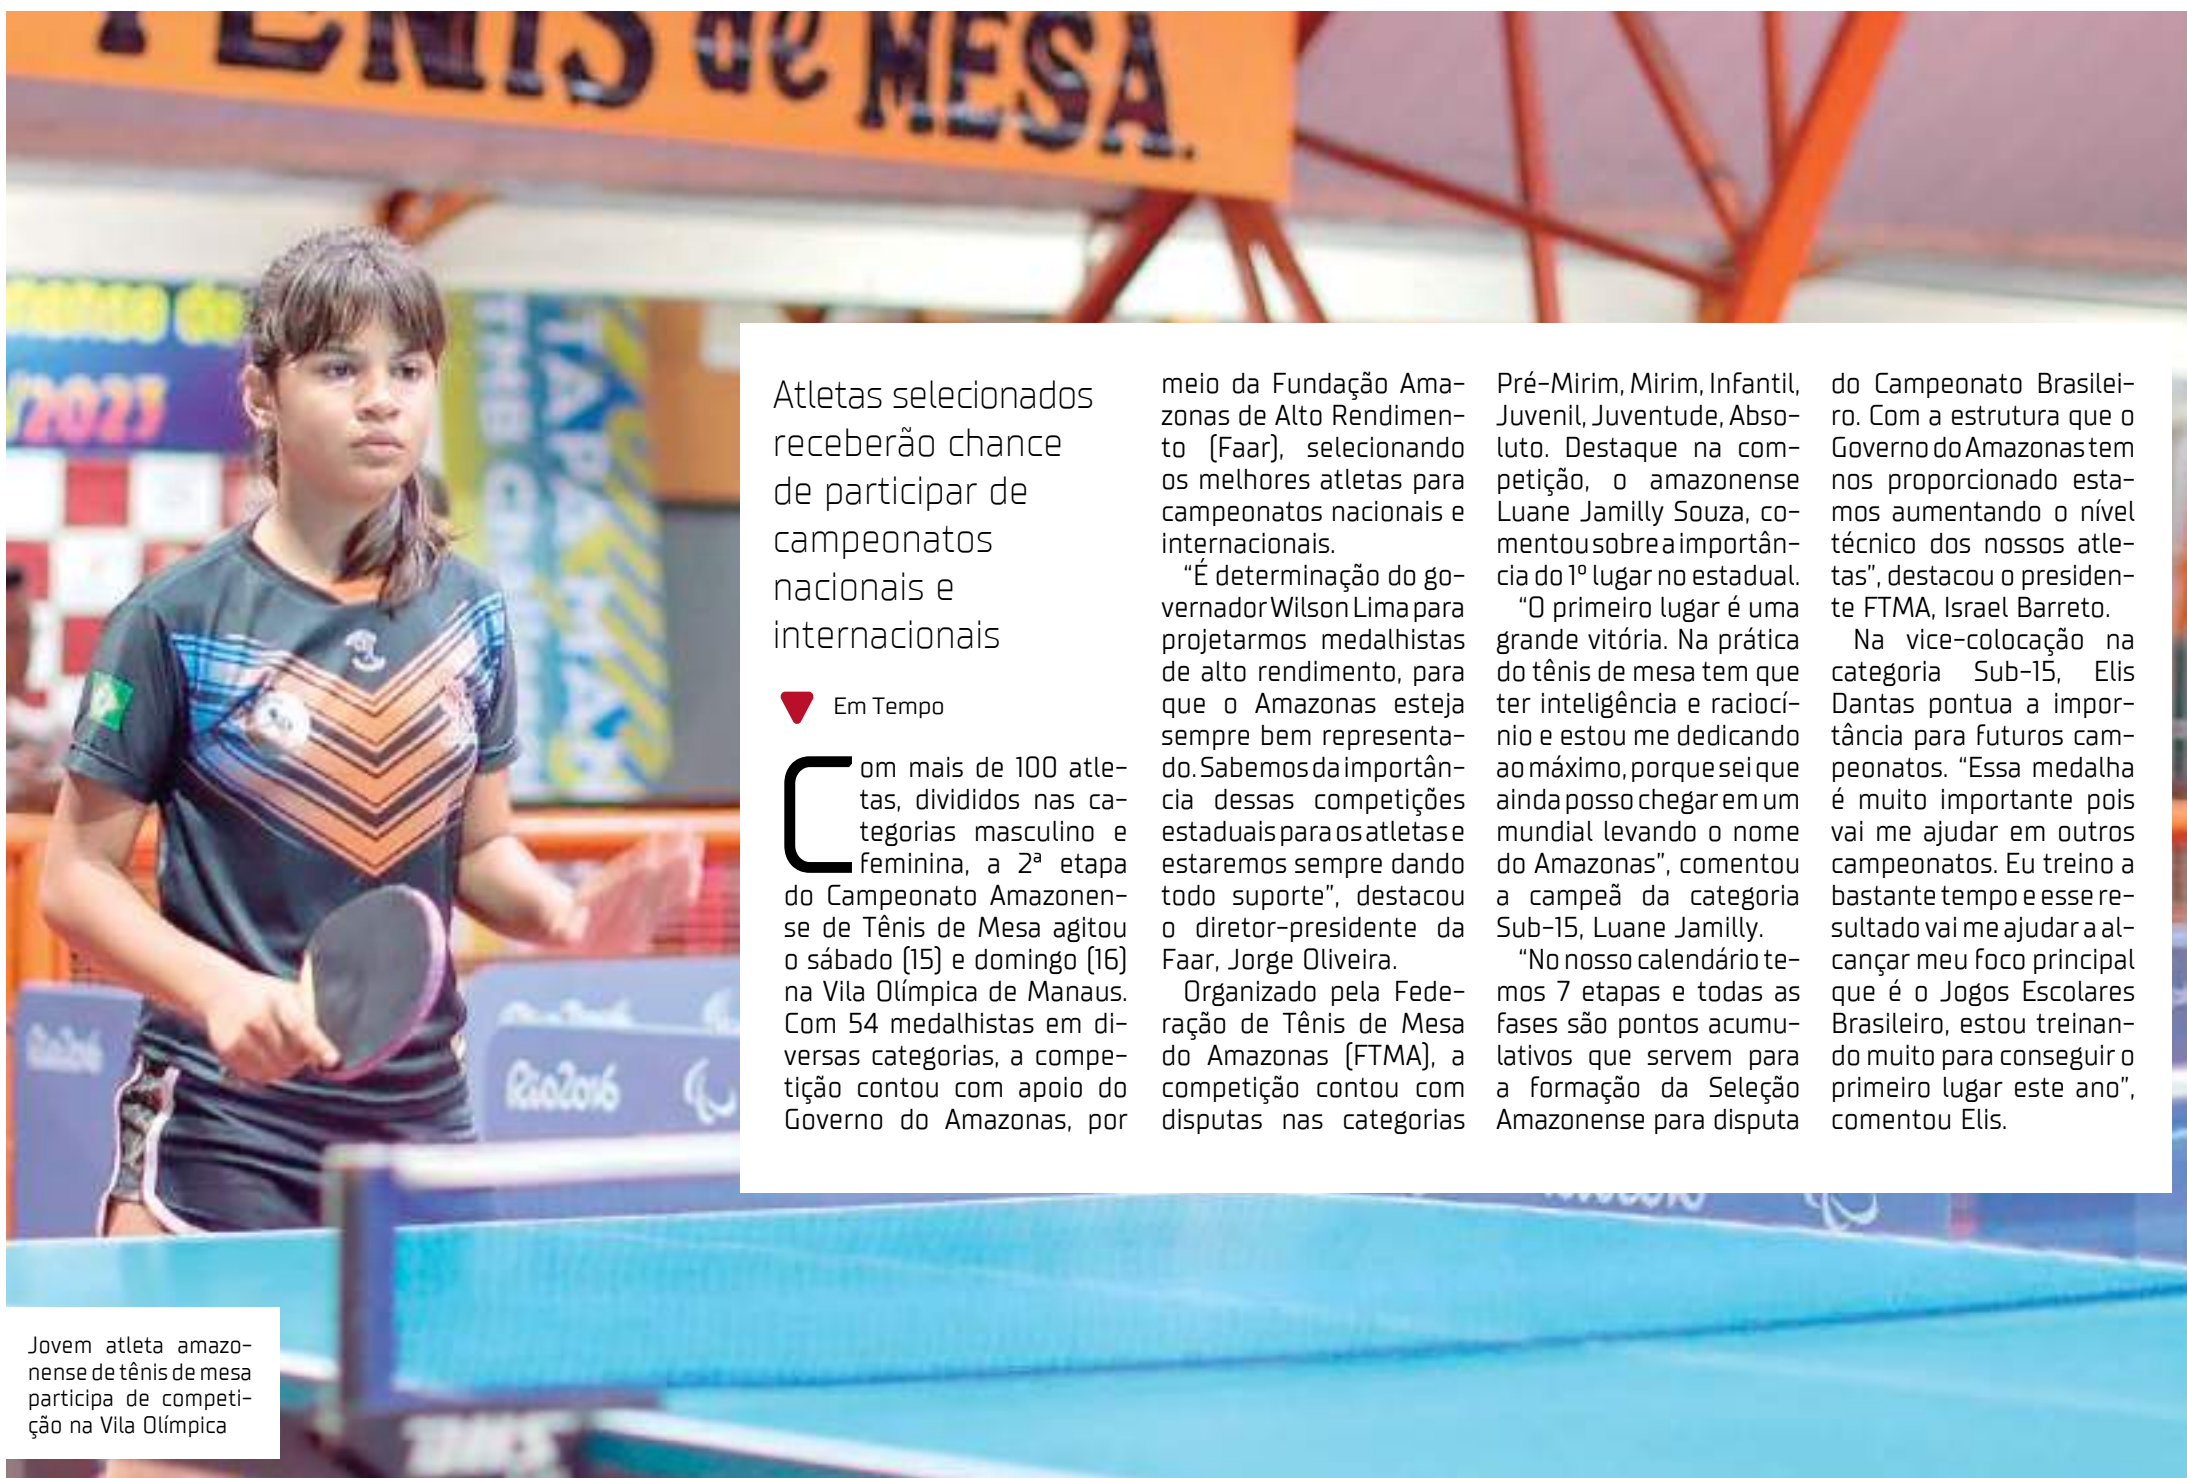 TÊNIS de MESA.
/2023
Rio2016
Rio2016
Atletas selecionados
receberão chance
de participar de
campeonatos
nacionais e
internacionais
Em Tempo
Com mais de 100 atle-
tas, divididos nas ca-
tegorias masculino e
feminina, a 2ª etapa
do Campeonato Amazonen-
se de Tênis de Mesa agitou
o sábado (15) e domingo (16)
na Vila Olímpica de Manaus.
Com 54 medalhistas em di-
versas categorias, a compe-
tição contou com apoio do
Governo do Amazonas, por
meio da Fundação Ama-
zonas de Alto Rendimen-
to (Faar), selecionando
os melhores atletas para
campeonatos nacionais e
internacionais.
“É determinação do go-
vernador Wilson Lima para
projetarmos medalhistas
de alto rendimento, para
que o Amazonas esteja
sempre bem representa-
do. Sabemos da importân-
cia dessas competições
estaduais para os atletas e
estaremos sempre dando
todo suporte”, destacou
o diretor-presidente da
Faar, Jorge Oliveira.
Organizado pela Fede-
ração de Tênis de Mesa
do Amazonas (FTMA), a
competição contou com
disputas nas categorias
Pré-Mirim, Mirim, Infantil,
Juvenil, Juventude, Abso-
luto. Destaque na com-
petição, o amazonense
Luane Jamilly Souza, co-
mentou sobre a importân-
cia do 1º lugar no estadual.
“O primeiro lugar é uma
grande vitória. Na prática
do tênis de mesa tem que
ter inteligência e raciocí-
nio e estou me dedicando
ao máximo, porque sei que
ainda posso chegar em um
mundial levando o nome
do Amazonas”, comentou
a campeã da categoria
Sub-15, Luane Jamilly.
“No nosso calendário te-
mos 7 etapas e todas as
fases são pontos acumu-
lativos que servem para
a formação da Seleção
Amazonense para disputa
do Campeonato Brasilei-
ro. Com a estrutura que o
Governo do Amazonas tem
nos proporcionado esta-
mos aumentando o nível
técnico dos nossos atle-
tas”, destacou o presiden-
te FTMA, Israel Barreto.
Na vice-colocação na
categoria Sub-15, Elis
Dantas pontua a impor-
tância para futuros cam-
peonatos. “Essa medalha
é muito importante pois
vai me ajudar em outros
campeonatos. Eu treino a
bastante tempo e esse re-
sultado vai me ajudar a al-
cançar meu foco principal
que é o Jogos Escolares
Brasileiro, estou treinan-
do muito para conseguir o
primeiro lugar este ano”,
comentou Elis.
Jovem atleta amazo-
nense de tênis de mesa
participa de competi-
ção na Vila Olímpica